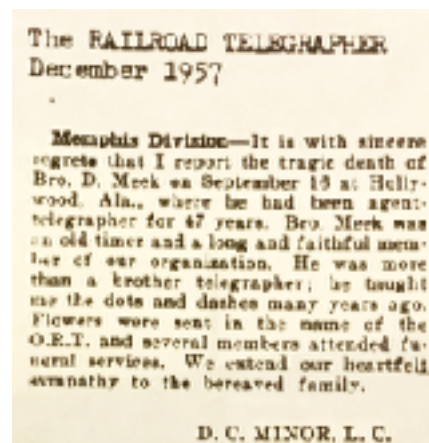 The RAILROAD TELEGRAPHER
December 1957
Memphis Division—It is with sincere
regrets that I report the tragic death of
Bro. D. Meek on September 16 at Holly-
wood, Ala., where he had been agent-
telegrapher for 47 years. Bro. Meek was
an old timer and a long and faithful mem-
ber of our organization. He was more
than a brother telegrapher; he taught
me the dots and dashes many years ago.
Flowers were sent in the name of the
O.R.T. and several members attended fu-
neral services. We extend our heartfelt
sympathy to the bereaved family.
D. C. MINOR, L. C.